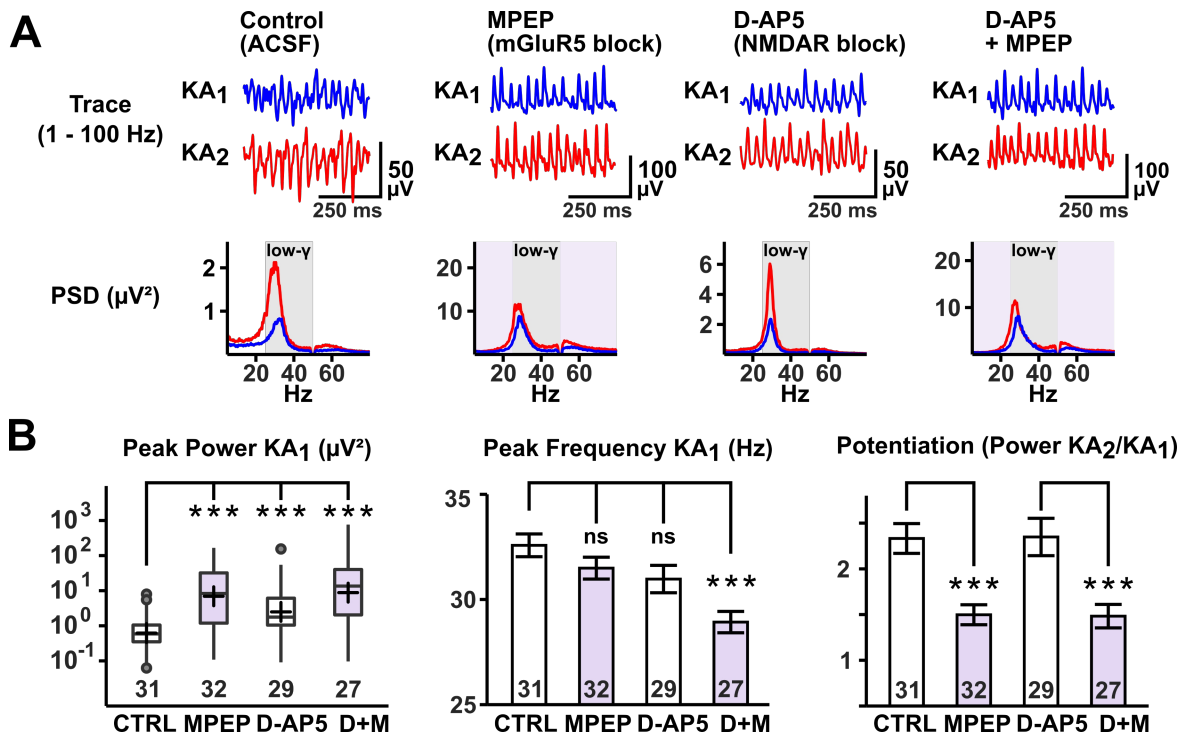 A
Control
(ACSF)
MPEP
(mGluR5 block)
D-AP5
(NMDAR block)
D-AP5
+ MPEP
Trace
(1 - 100 Hz)
KA1
KA2
50
µV
250 ms
KA1
KA2
100
µV
250 ms
KA1
KA2
50
µV
250 ms
KA1
KA2
100
µV
250 ms
PSD (µV²)
low-γ
2
1
20 40 60
Hz
low-γ
20
10
20 40 60
Hz
low-γ
6
4
2
20 40 60
Hz
low-γ
20
10
20 40 60
Hz
B
Peak Power KA1 (µV²)
10³
10²
10¹
10⁰
10⁻¹
*** *** ***
31 32 29 27
CTRL MPEP D-AP5 D+M
Peak Frequency KA1 (Hz)
35
30
25
ns ns ***
31 32 29 27
CTRL MPEP D-AP5 D+M
Potentiation (Power KA2/KA1)
2
1
*** ***
31 32 29 27
CTRL MPEP D-AP5 D+M